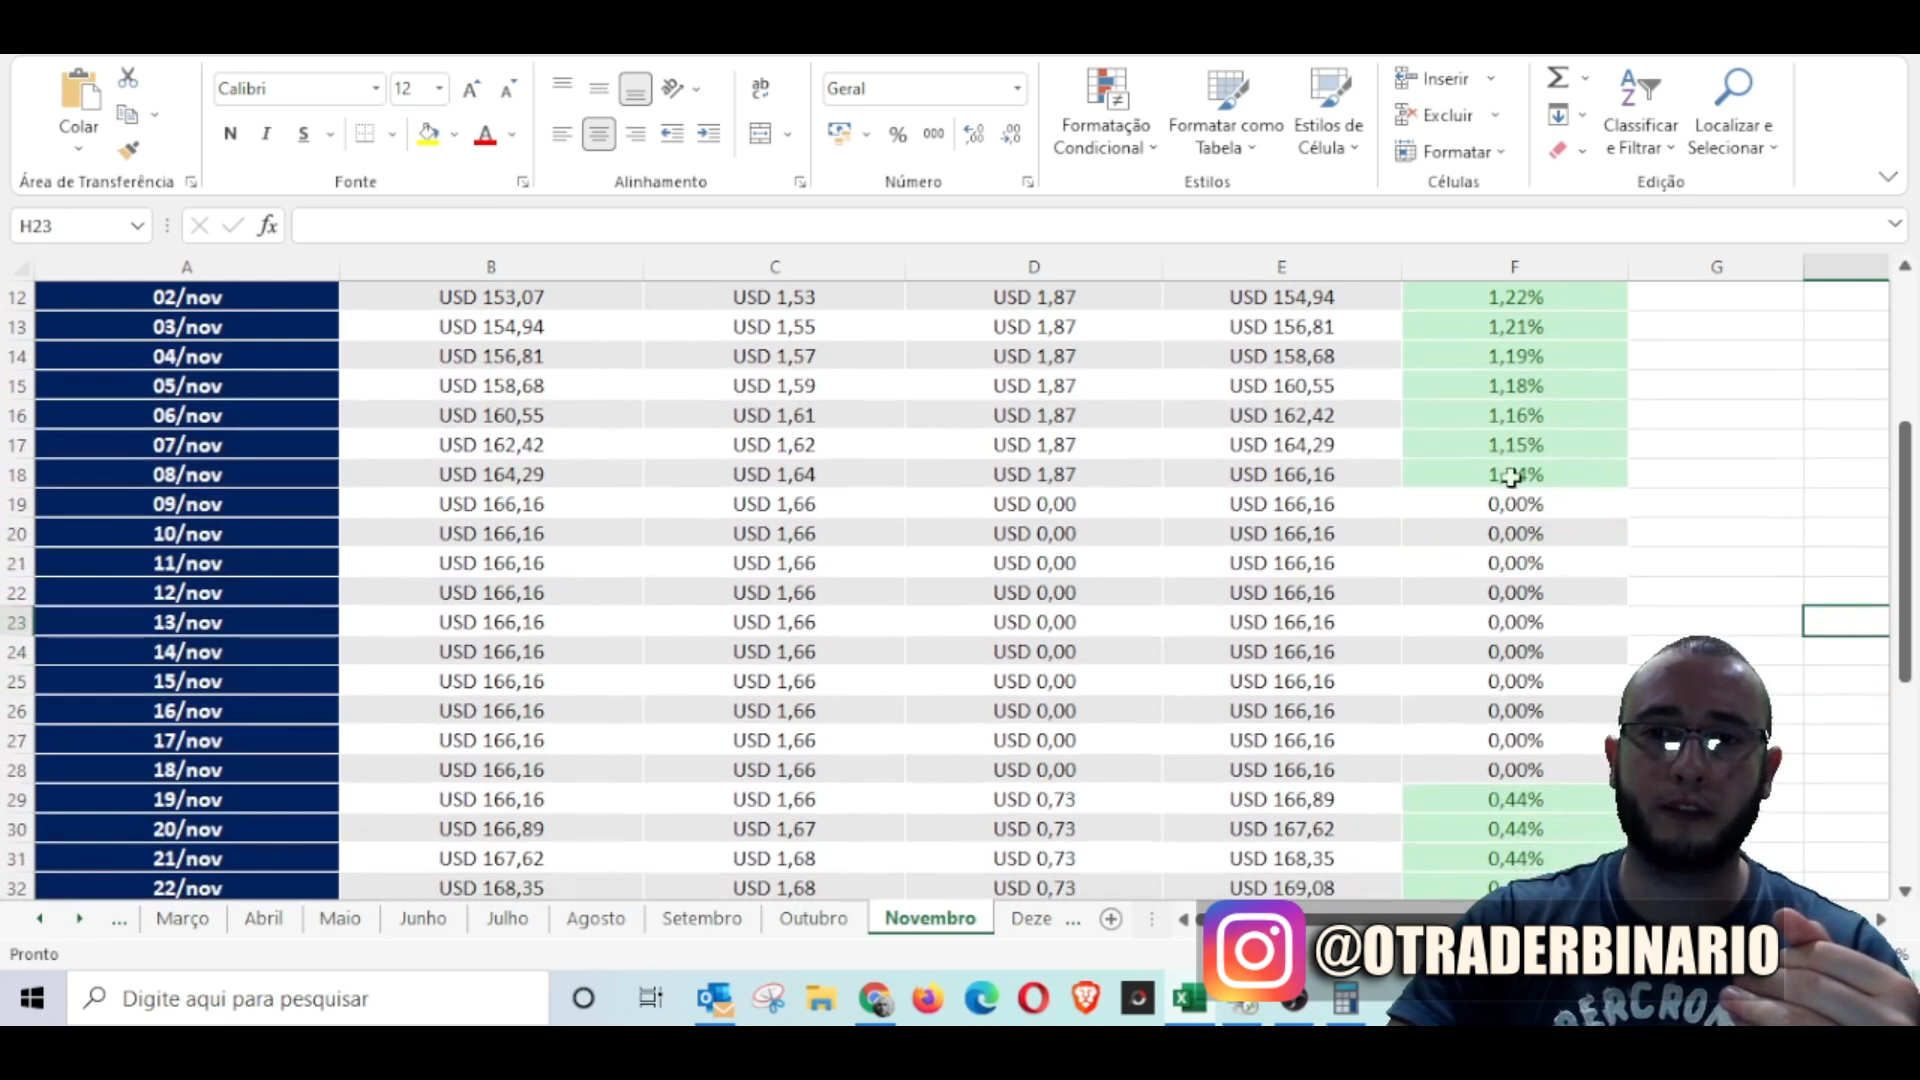 Colar
Área de Transferência
Calibri
12
N I S
Fonte
Alinhamento
Geral
% 000
Número
Formatação Condicional
Formatar como Tabela
Estilos de Célula
Estilos
Inserir
Excluir
Formatar
Células
Classificar e Filtrar
Localizar e Selecionar
Edição
H23
fx
A B C D E F G
12 02/nov USD 153,07 USD 1,53 USD 1,87 USD 154,94 1,22%
13 03/nov USD 154,94 USD 1,55 USD 1,87 USD 156,81 1,21%
14 04/nov USD 156,81 USD 1,57 USD 1,87 USD 158,68 1,19%
15 05/nov USD 158,68 USD 1,59 USD 1,87 USD 160,55 1,18%
16 06/nov USD 160,55 USD 1,61 USD 1,87 USD 162,42 1,16%
17 07/nov USD 162,42 USD 1,62 USD 1,87 USD 164,29 1,15%
18 08/nov USD 164,29 USD 1,64 USD 1,87 USD 166,16
19 09/nov USD 166,16 USD 1,66 USD 0,00 USD 166,16 0,00%
20 10/nov USD 166,16 USD 1,66 USD 0,00 USD 166,16 0,00%
21 11/nov USD 166,16 USD 1,66 USD 0,00 USD 166,16 0,00%
22 12/nov USD 166,16 USD 1,66 USD 0,00 USD 166,16 0,00%
23 13/nov USD 166,16 USD 1,66 USD 0,00 USD 166,16 0,00%
24 14/nov USD 166,16 USD 1,66 USD 0,00 USD 166,16 0,00%
25 15/nov USD 166,16 USD 1,66 USD 0,00 USD 166,16 0,00%
26 16/nov USD 166,16 USD 1,66 USD 0,00 USD 166,16 0,00%
27 17/nov USD 166,16 USD 1,66 USD 0,00 USD 166,16 0,00%
28 18/nov USD 166,16 USD 1,66 USD 0,00 USD 166,16 0,00%
29 19/nov USD 166,16 USD 1,66 USD 0,73 USD 166,89 0,44%
30 20/nov USD 166,89 USD 1,67 USD 0,73 USD 167,62 0,44%
31 21/nov USD 167,62 USD 1,68 USD 0,73 USD 168,35 0,44%
32 22/nov USD 168,35 USD 1,68 USD 0,73 USD 169,08
... Março Abril Maio Junho Julho Agosto Setembro Outubro Novembro Deze ...
Pronto
@OTRADERBINARIO
Digite aqui para pesquisar